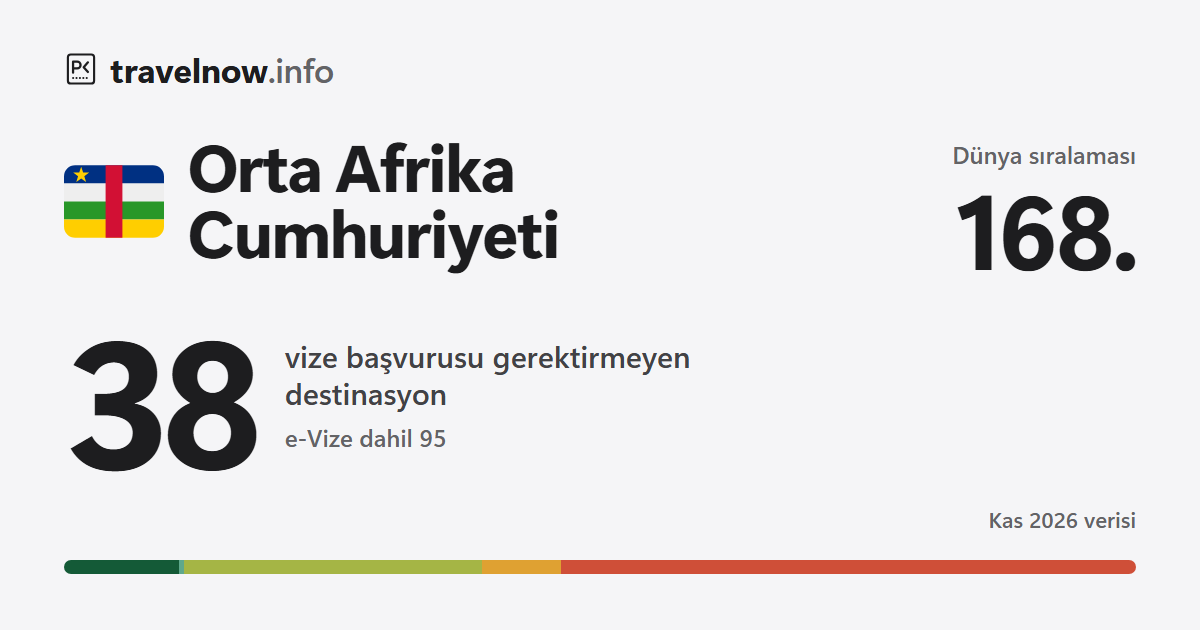 travelnow.info
Orta Afrika
Cumhuriyeti
Dünya sıralaması
168.
38
vize başvurusu gerektirmeyen
destinasyon
e-Vize dahil 95
Kas 2026 verisi